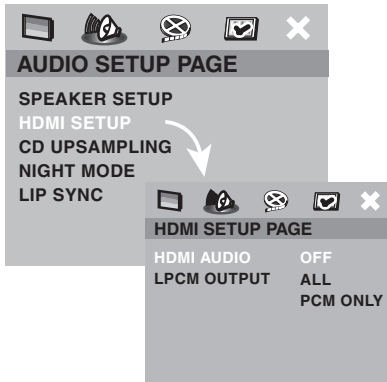 AUDIO SETUP PAGE
SPEAKER SETUP
HDMI SETUP
CD UPSAMPLING
NIGHT MODE
LIP SYNC
HDMI SETUP PAGE
HDMI AUDIO OFF
LPCM OUTPUT ALL
PCM ONLY